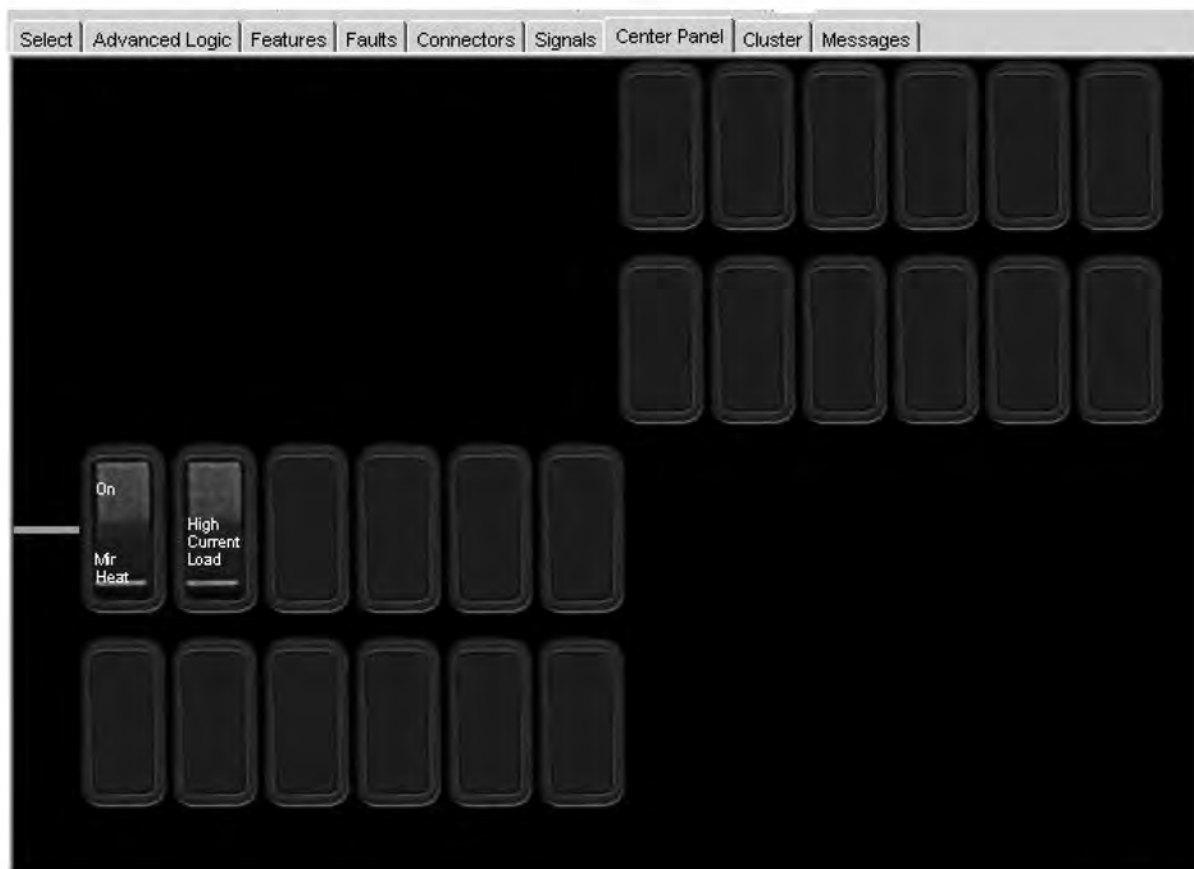 Select Advanced Logic Features Faults Connectors Signals Center Panel Cluster Messages
On
Mir
Heat
High
Current
Load